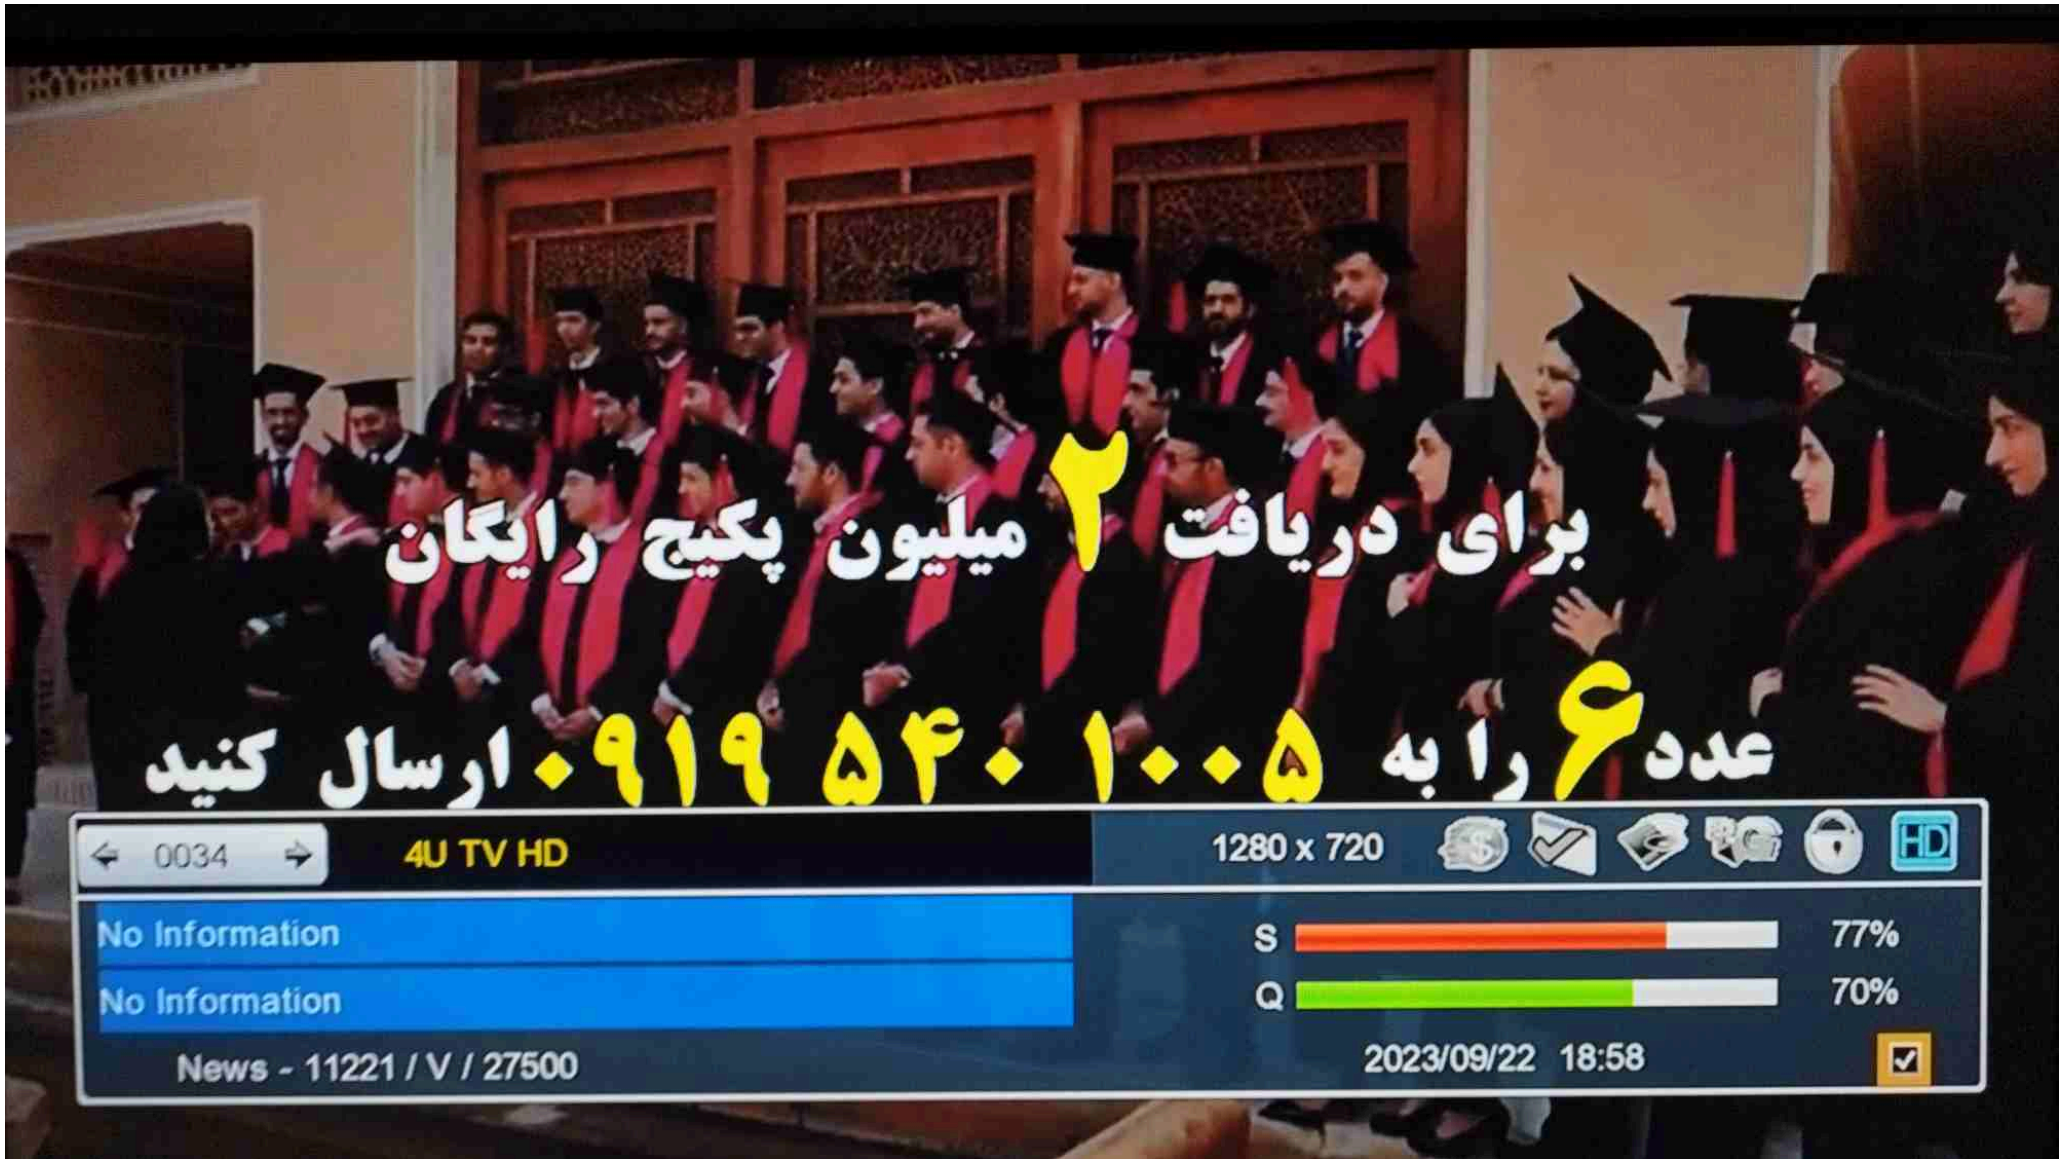 برای دریافت ۲ میلیون پکیج رایگان
عدد ۶ را به ۰۹۱۹ ۵۴۰ ۱۰۰۵ ارسال کنید
0034 4U TV HD 1280 x 720 HD
No Information
S 77%
No Information
Q 70%
News - 11221 / V / 27500 2023/09/22 18:58